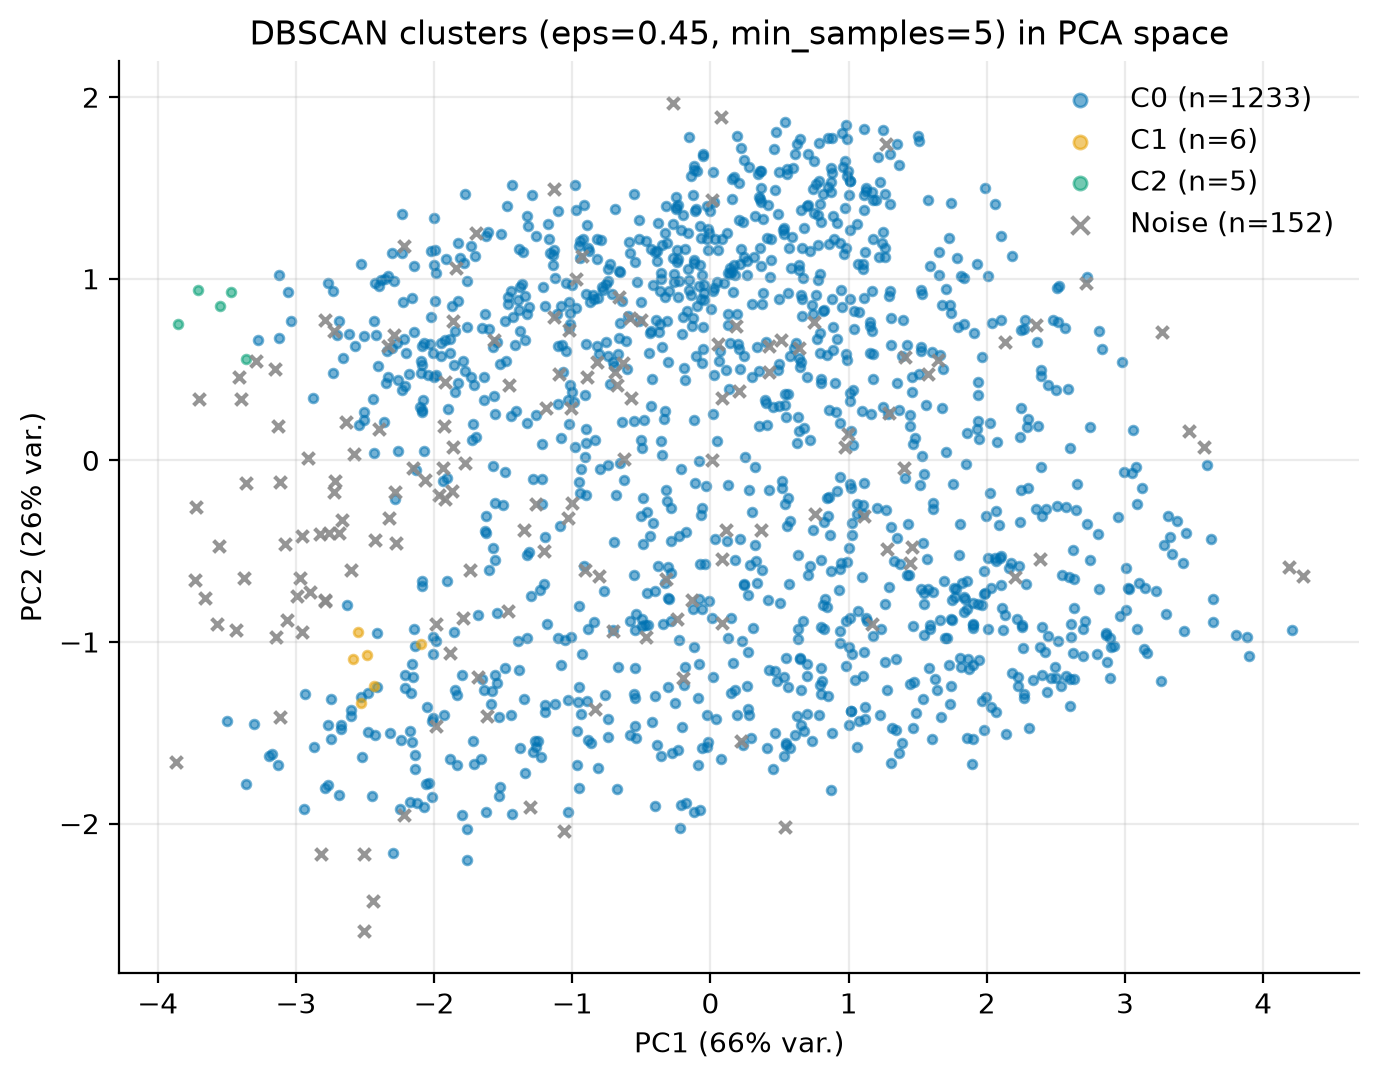 DBSCAN clusters (eps=0.45, min_samples=5) in PCA space
C0 (n=1233)
C1 (n=6)
C2 (n=5)
Noise (n=152)
PC2 (26% var.)
2
1
0
−1
−2
−4 −3 −2 −1 0 1 2 3 4
PC1 (66% var.)